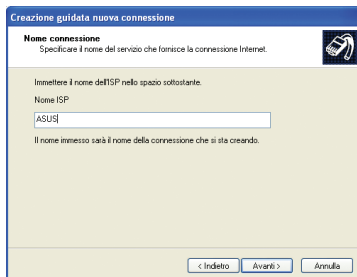 Creazione guidata nuova connessione
Nome connessione
Specificare il nome del servizio che fornisce la connessione Internet.
Immettere il nome dell'ISP nello spazio sottostante.
Nome ISP
ASUS
Il nome immesso sarà il nome della connessione che si sta creando.
< Indietro Avanti > Annulla